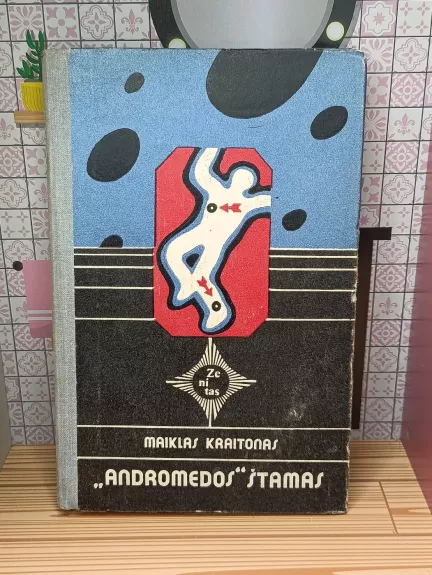 Ze
ni
tas
MAIKLAS KRAITONAS
„ANDROMEDOS“ ŠTAMAS